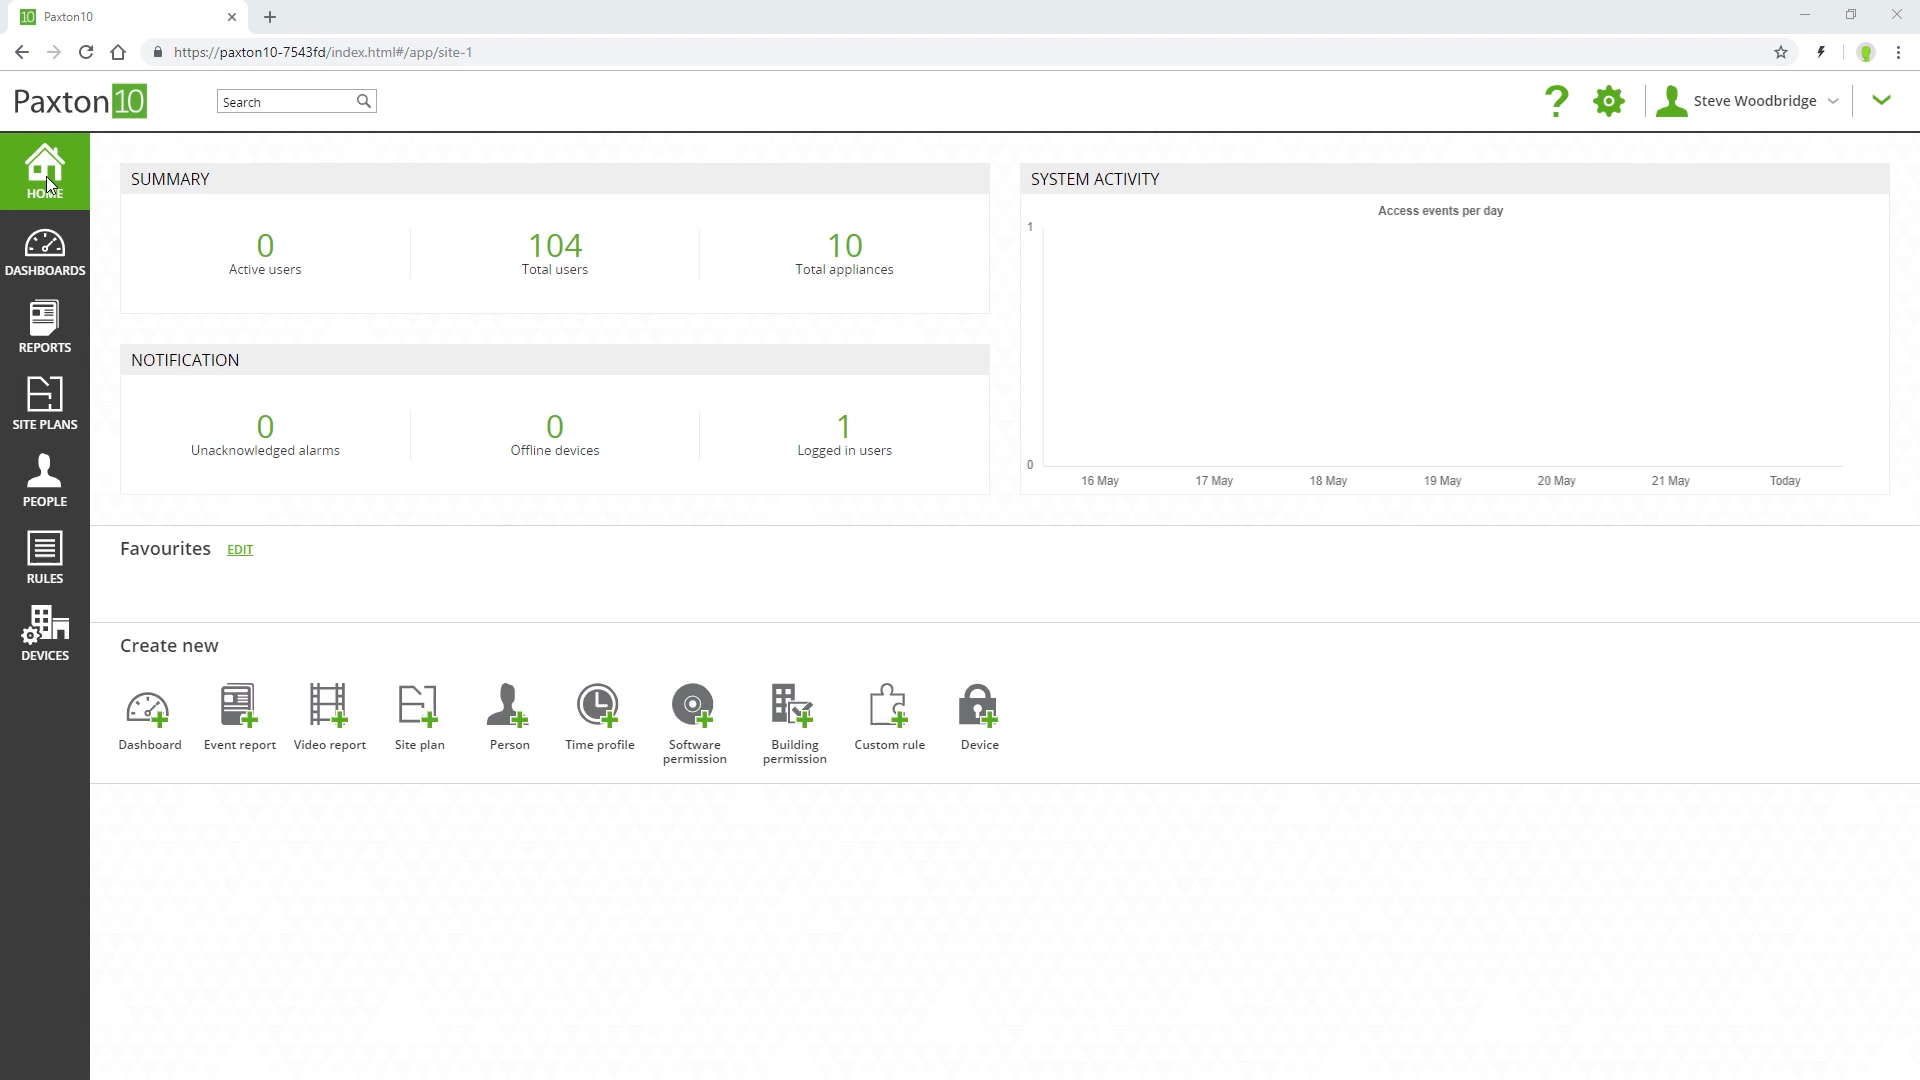 Paxton10
https://paxton10-7543fd/index.html#/app/site-1
Paxton10
Search
Steve Woodbridge
HOME
DASHBOARDS
REPORTS
SITE PLANS
PEOPLE
RULES
DEVICES
SUMMARY
0
Active users
104
Total users
10
Total appliances
NOTIFICATION
0
Unacknowledged alarms
0
Offline devices
1
Logged in users
SYSTEM ACTIVITY
Access events per day
1
0
16 May 17 May 18 May 19 May 20 May 21 May Today
Favourites EDIT
Create new
Dashboard
Event report
Video report
Site plan
Person
Time profile
Software
permission
Building
permission
Custom rule
Device